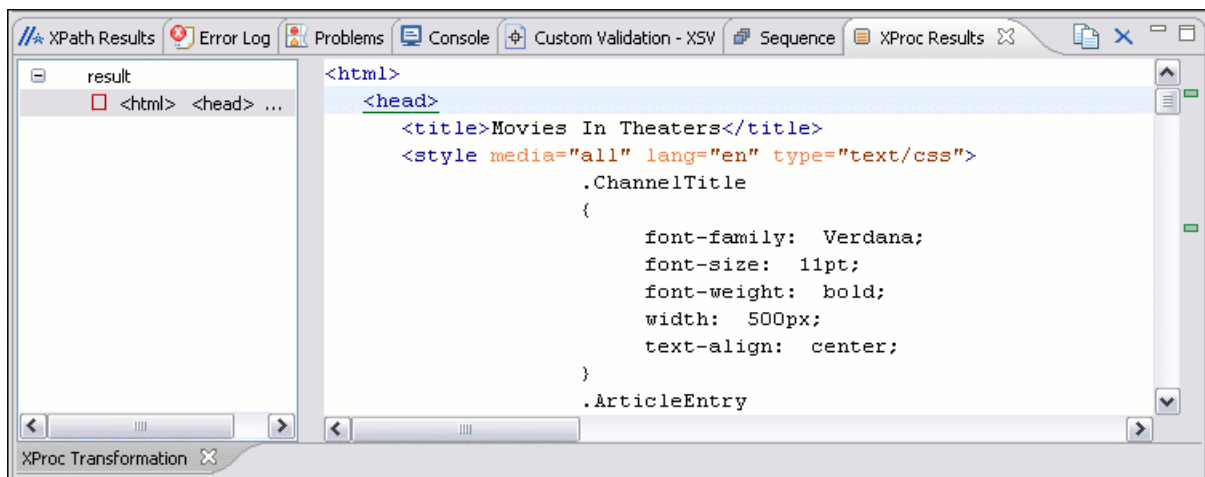 XPath Results Error Log Problems Console Custom Validation - XSV Sequence XProc Results
result
<html> <head> ...
<html>
<head>
<title>Movies In Theaters</title>
<style media="all" lang="en" type="text/css">
.ChannelTitle
{
font-family: Verdana;
font-size: 11pt;
font-weight: bold;
width: 500px;
text-align: center;
}
.ArticleEntry
XProc Transformation